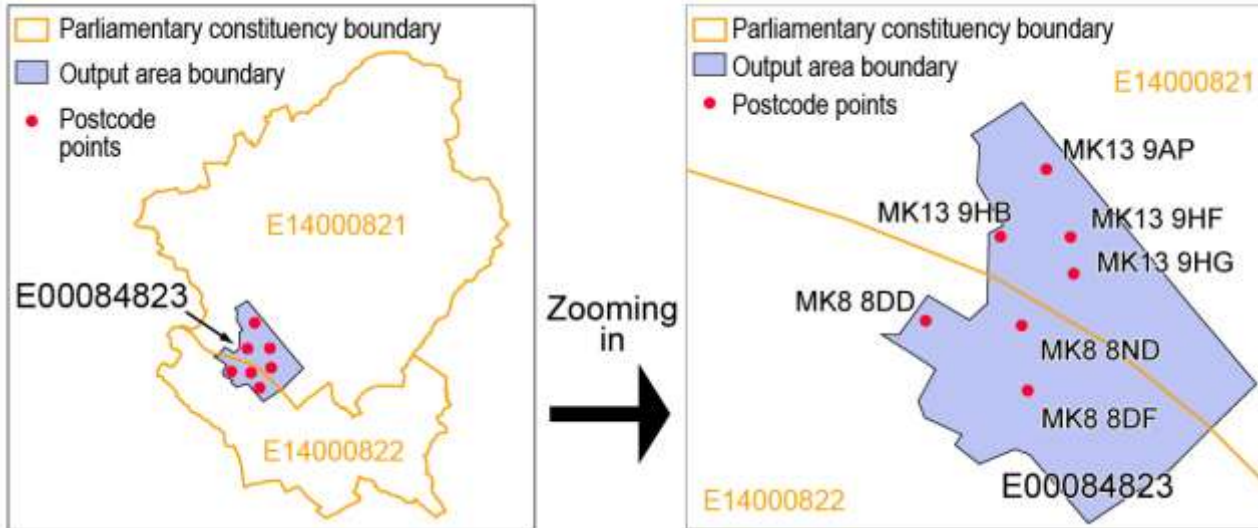 Parliamentary constituency boundary
Output area boundary
Postcode
points
E14000821
E00084823
E14000822
Zooming
in
Parliamentary constituency boundary
Output area boundary
E14000821
Postcode points
MK13 9AP
MK13 9HB
MK13 9HF
MK13 9HG
MK8 8DD
MK8 8ND
MK8 8DF
E00084823
E14000822